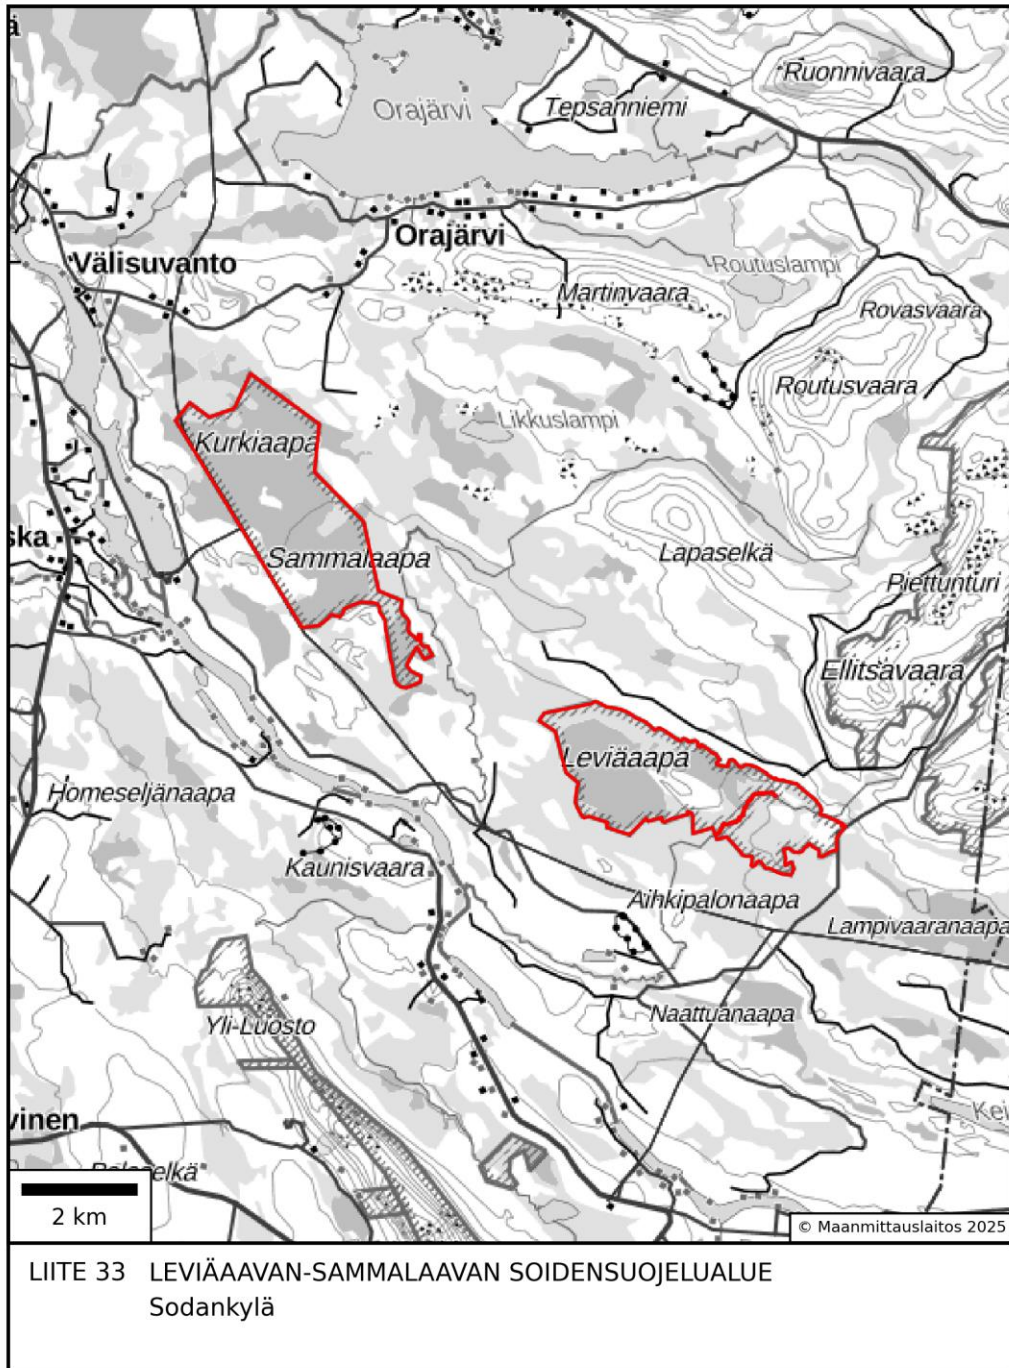 Ruonnivaara
Orajärvi
Tepsanniemi
Orajärvi
Välisuvanto
Routuslampi
Martinvaara
Rovasvaara
Routusvaara
Likkuslampi
Kurkiaapa
ska
Sammalaapa
Lapaselkä
Piettunturi
Ellitsavaara
Leviäaapa
Homeseljänaapa
Kaunisvaara
Aihkipalonaapa
Lampivaaranaapa
Naattuanaapa
Yli-Luosto
Kei
vinen
selkä
2 km
© Maanmittauslaitos 2025
LIITE 33 LEVIÄAAVAN-SAMMALAAVAN SOIDENSUOJELUALUE
Sodankylä